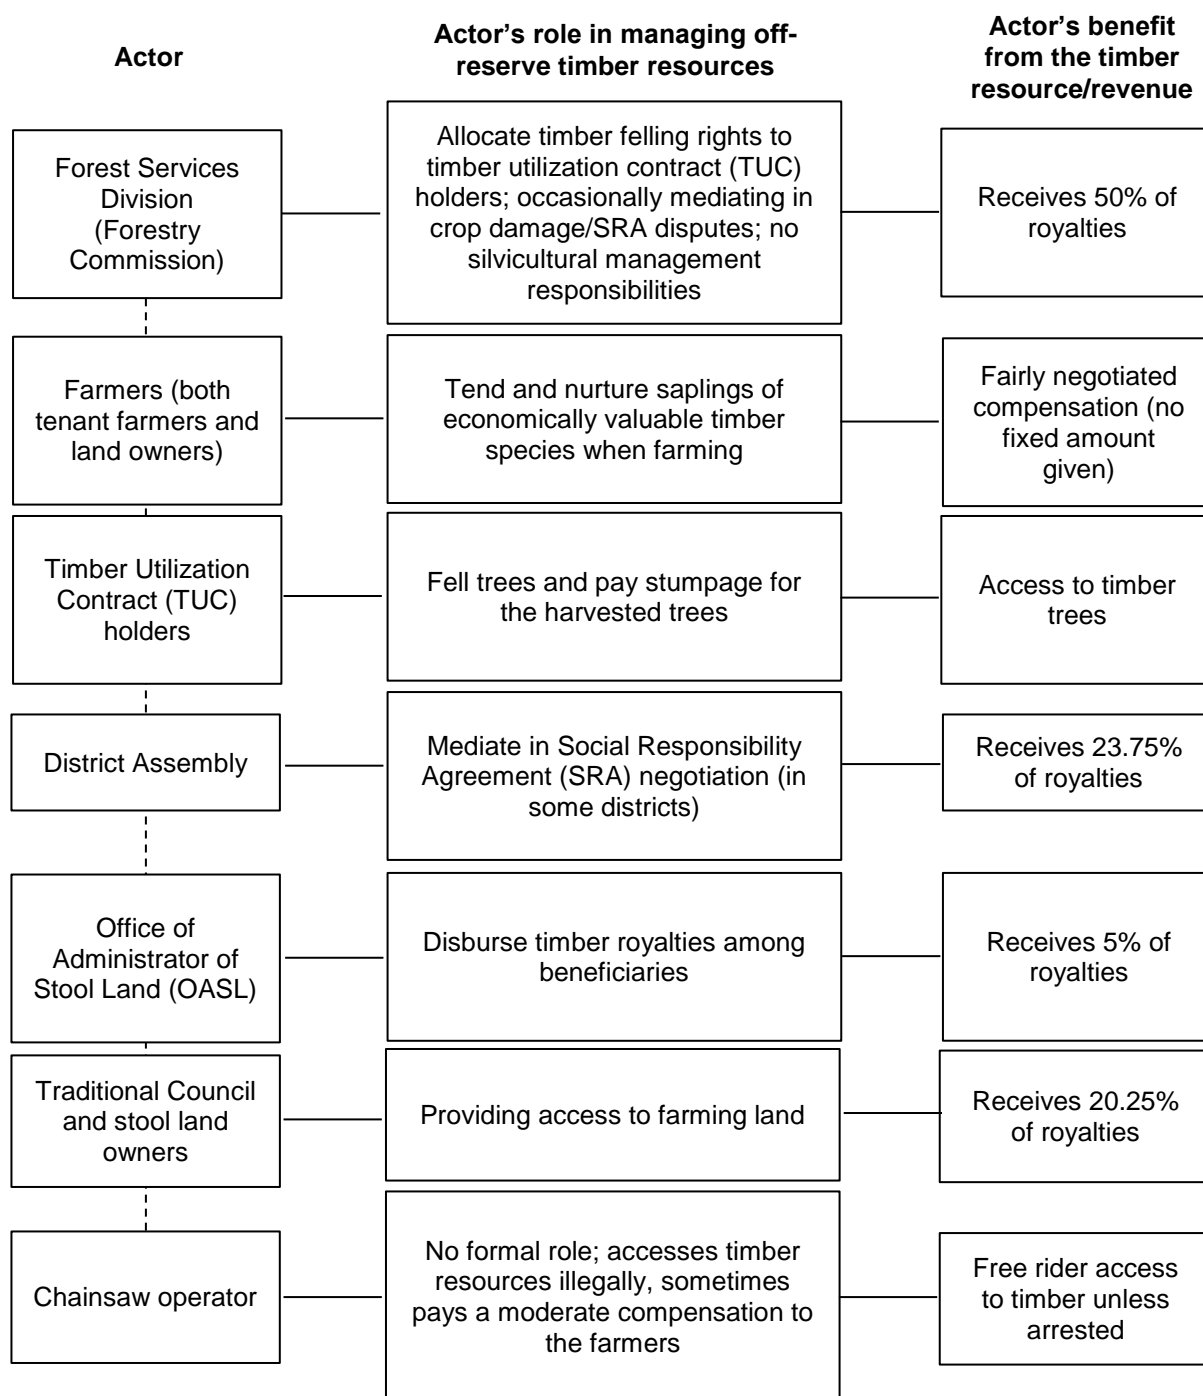 Actor
Actor's role in managing off-
reserve timber resources
Actor's benefit
from the timber
resource/revenue
Forest Services
Division
(Forestry
Commission)
Allocate timber felling rights to
timber utilization contract (TUC)
holders; occasionally mediating in
crop damage/SRA disputes; no
silvicultural management
responsibilities
Receives 50% of
royalties
Farmers (both
tenant farmers and
land owners)
Tend and nurture saplings of
economically valuable timber
species when farming
Fairly negotiated
compensation (no
fixed amount
given)
Timber Utilization
Contract (TUC)
holders
Fell trees and pay stumpage for
the harvested trees
Access to timber
trees
District Assembly
Mediate in Social Responsibility
Agreement (SRA) negotiation (in
some districts)
Receives 23.75%
of royalties
Office of
Administrator of
Stool Land (OASL)
Disburse timber royalties among
beneficiaries
Receives 5% of
royalties
Traditional Council
and stool land
owners
Providing access to farming land
Receives 20.25%
of royalties
Chainsaw operator
No formal role; accesses timber
resources illegally, sometimes
pays a moderate compensation to
the farmers
Free rider access
to timber unless
arrested